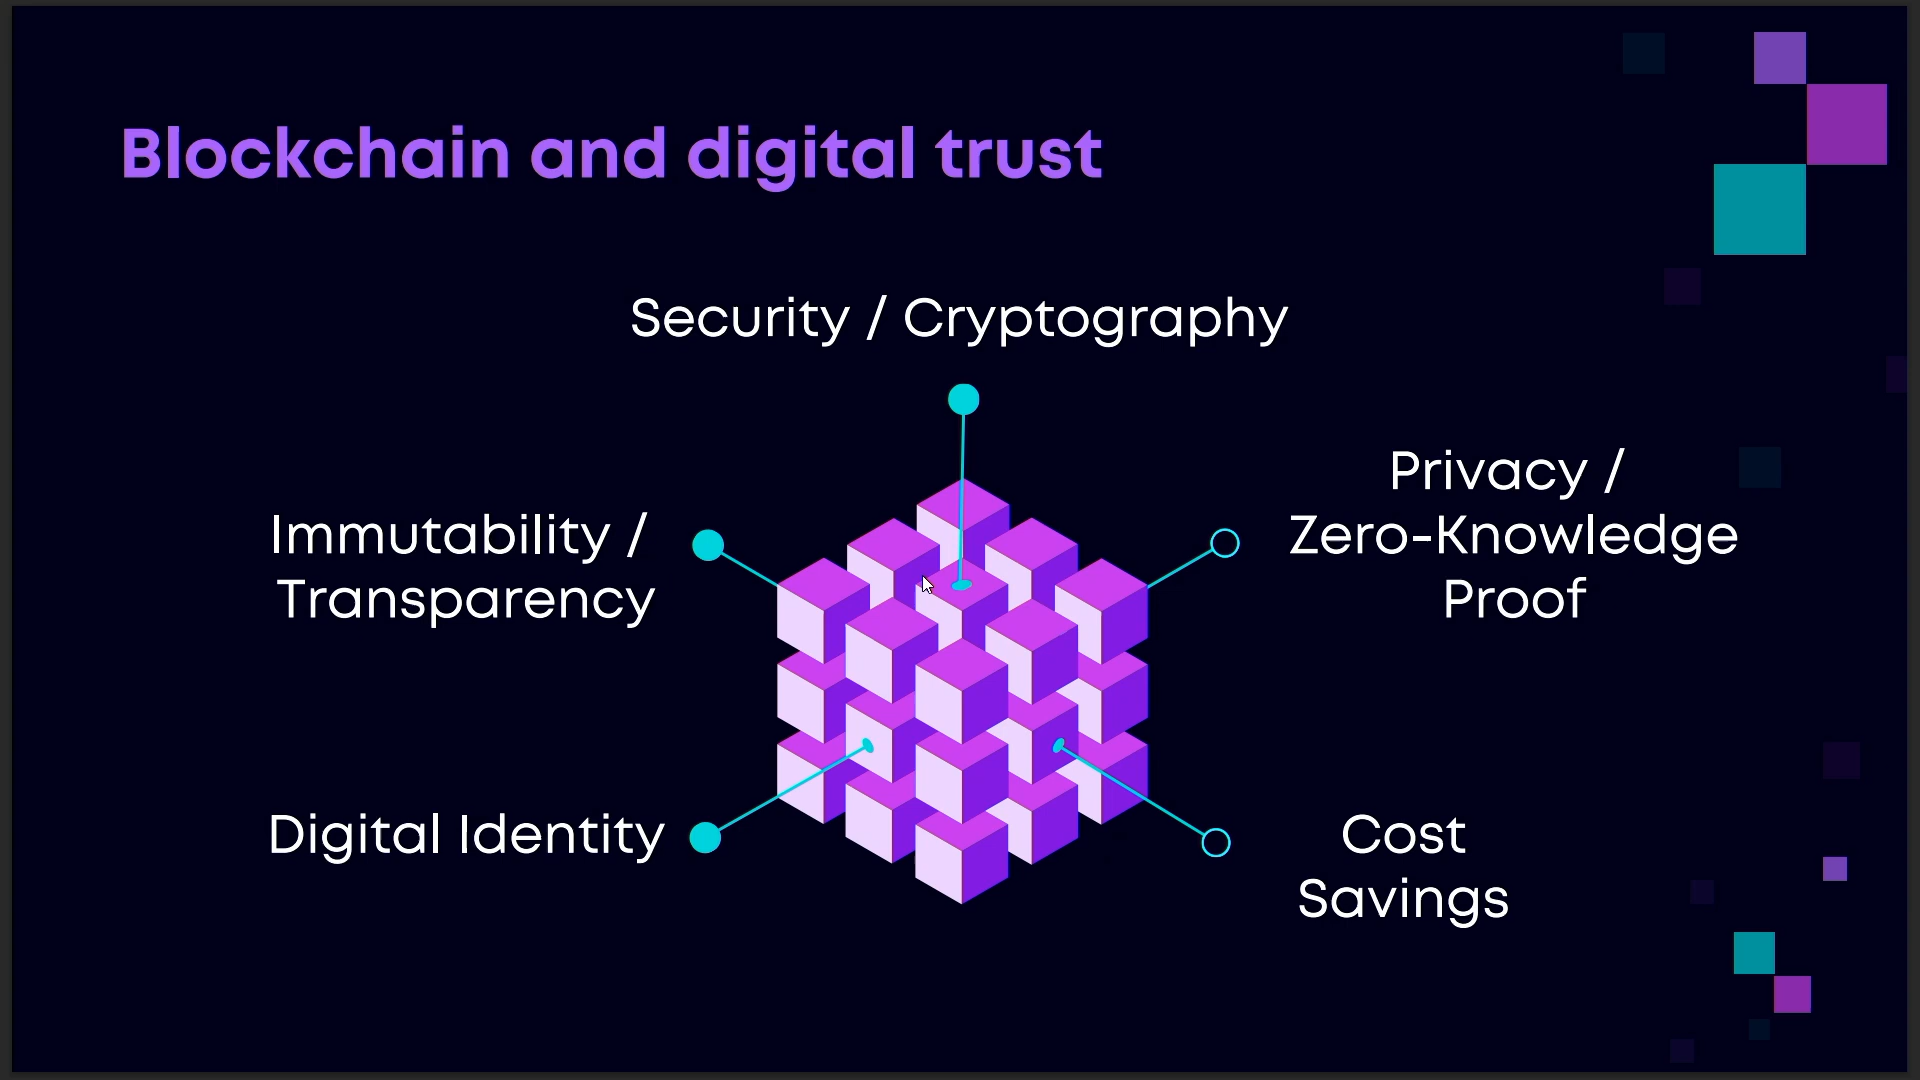 Blockchain and digital trust
Security / Cryptography
Immutability /
Transparency
Privacy /
Zero-Knowledge
Proof
Digital Identity
Cost
Savings